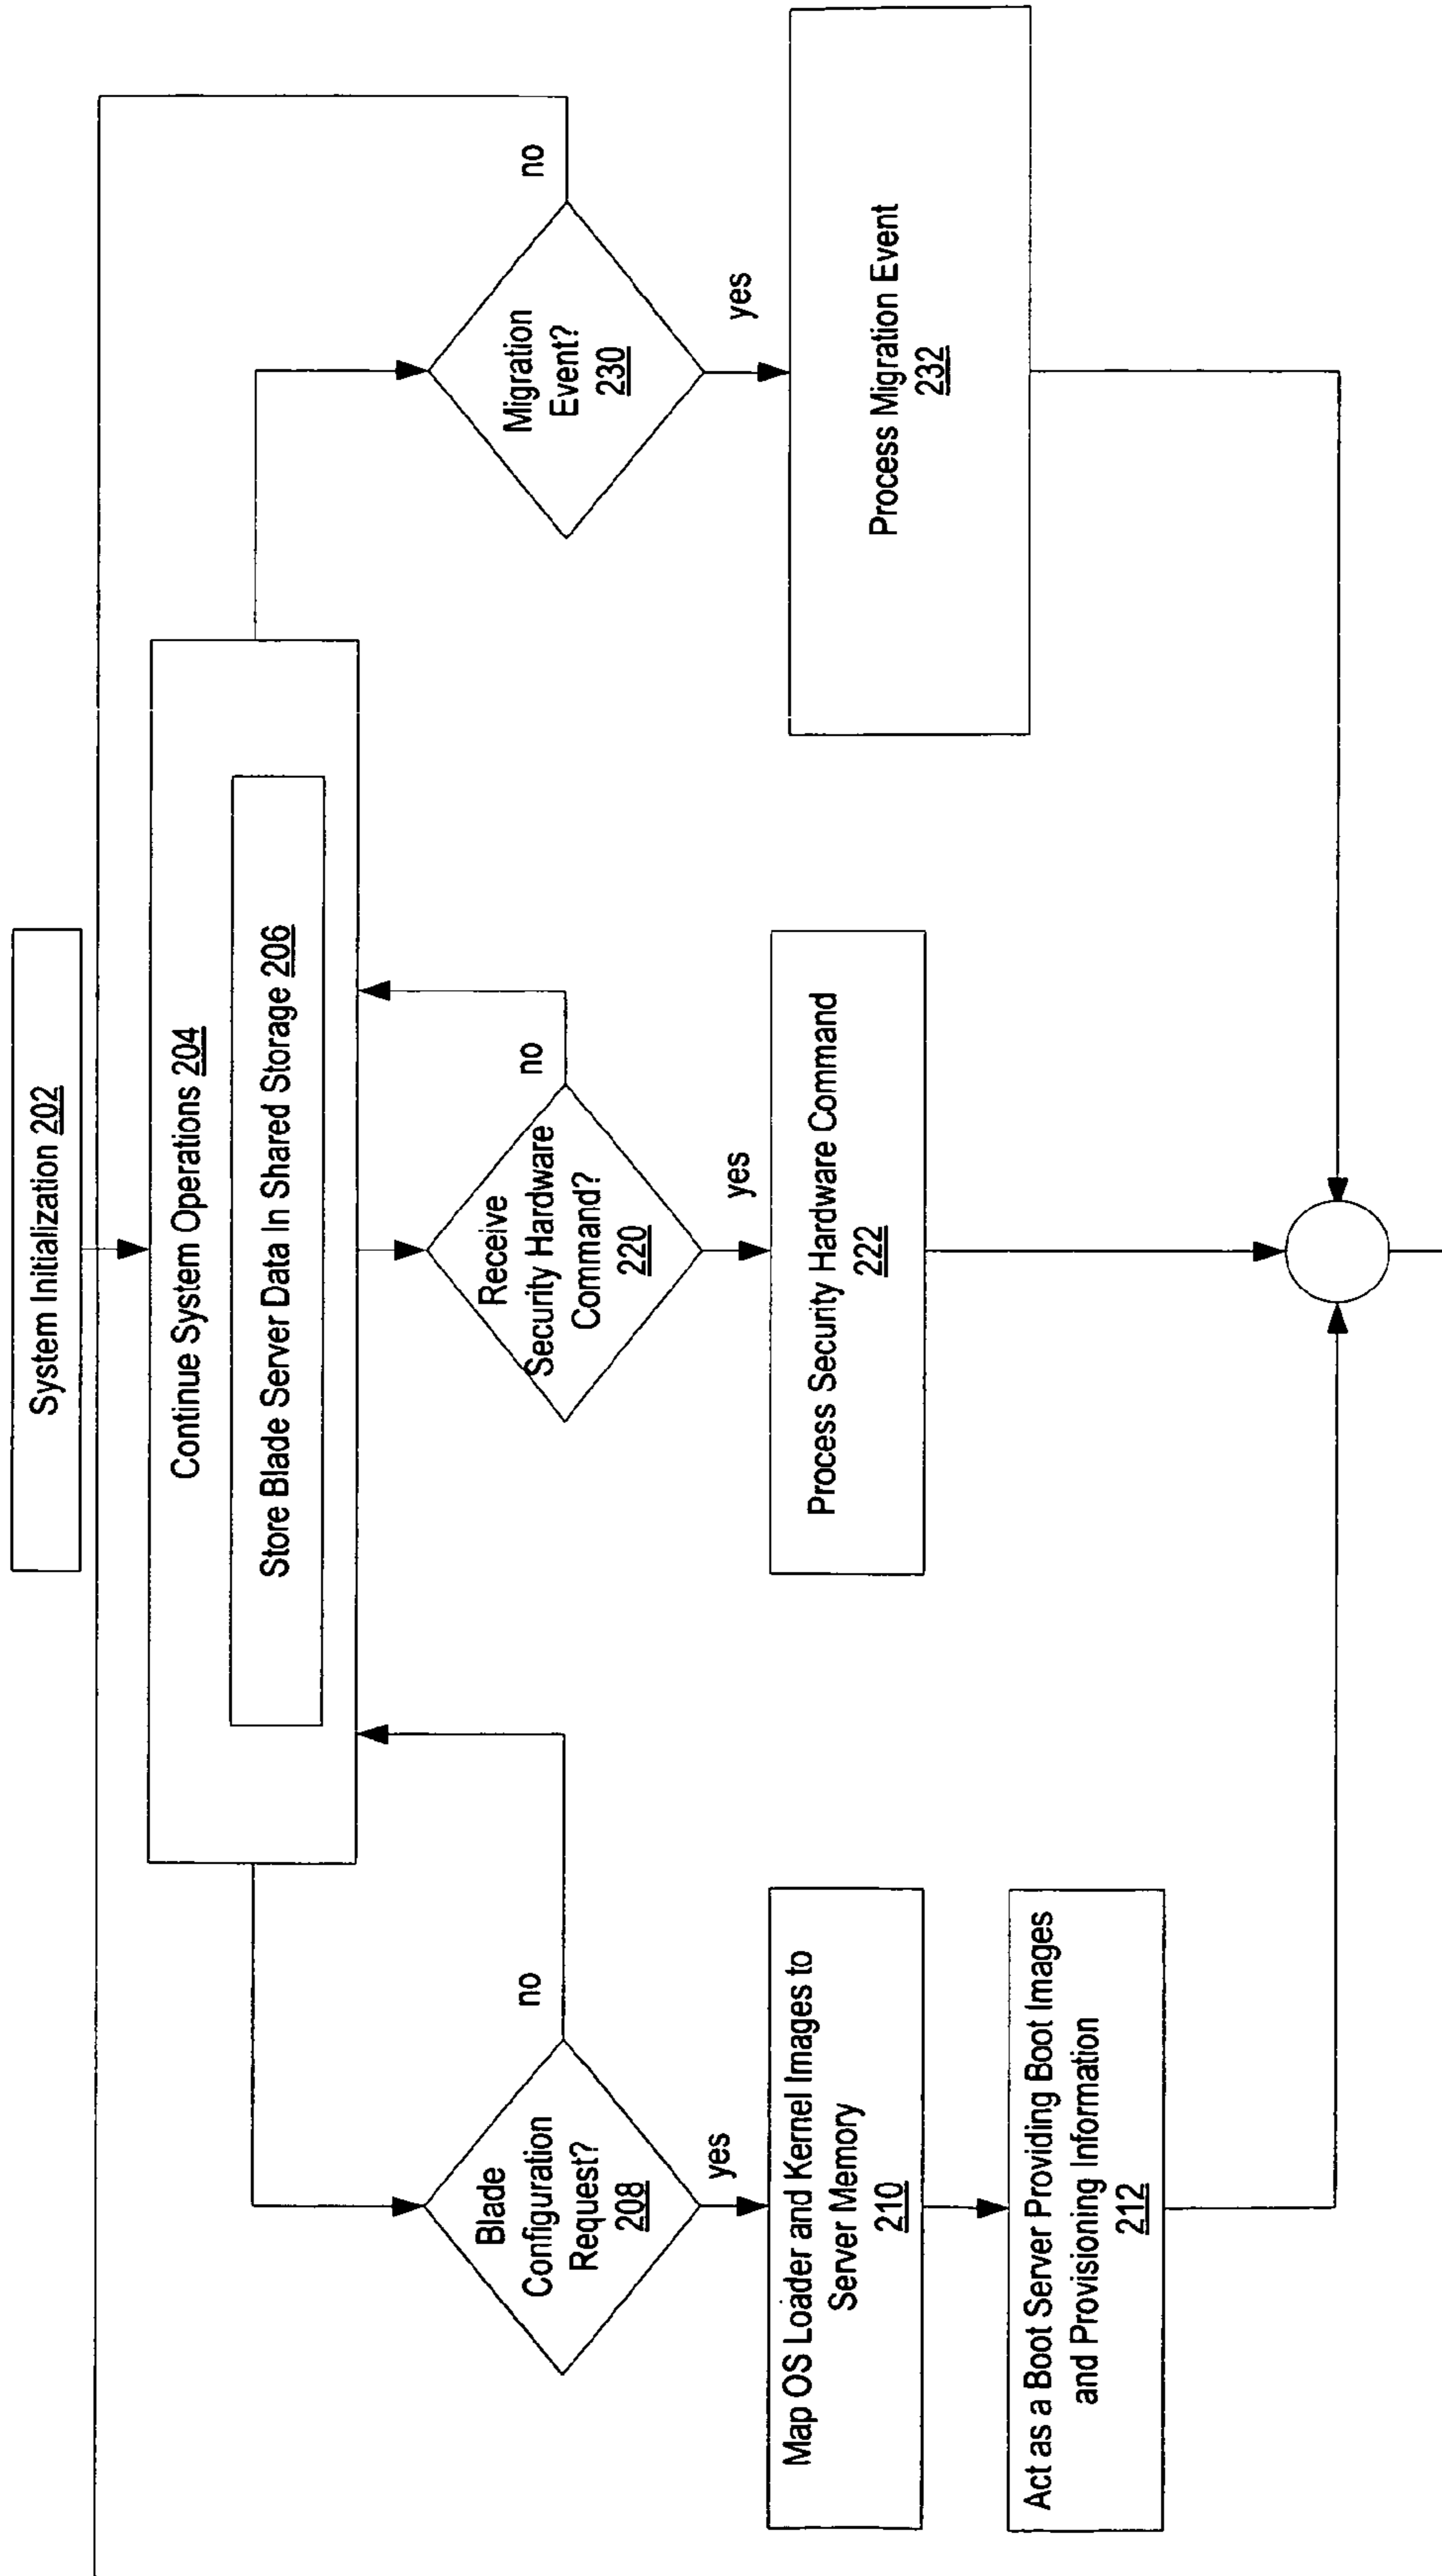 System Initialization 202
Continue System Operations 204
Store Blade Server Data In Shared Storage 206
Blade
Configuration
Request?
208
no
yes
Map OS Loader and Kernel Images to
Server Memory
210
Act as a Boot Server Providing Boot Images
and Provisioning Information
212
Receive
Security Hardware
Command?
220
no
yes
Process Security Hardware Command
222
Migration
Event?
230
no
yes
Process Migration Event
232